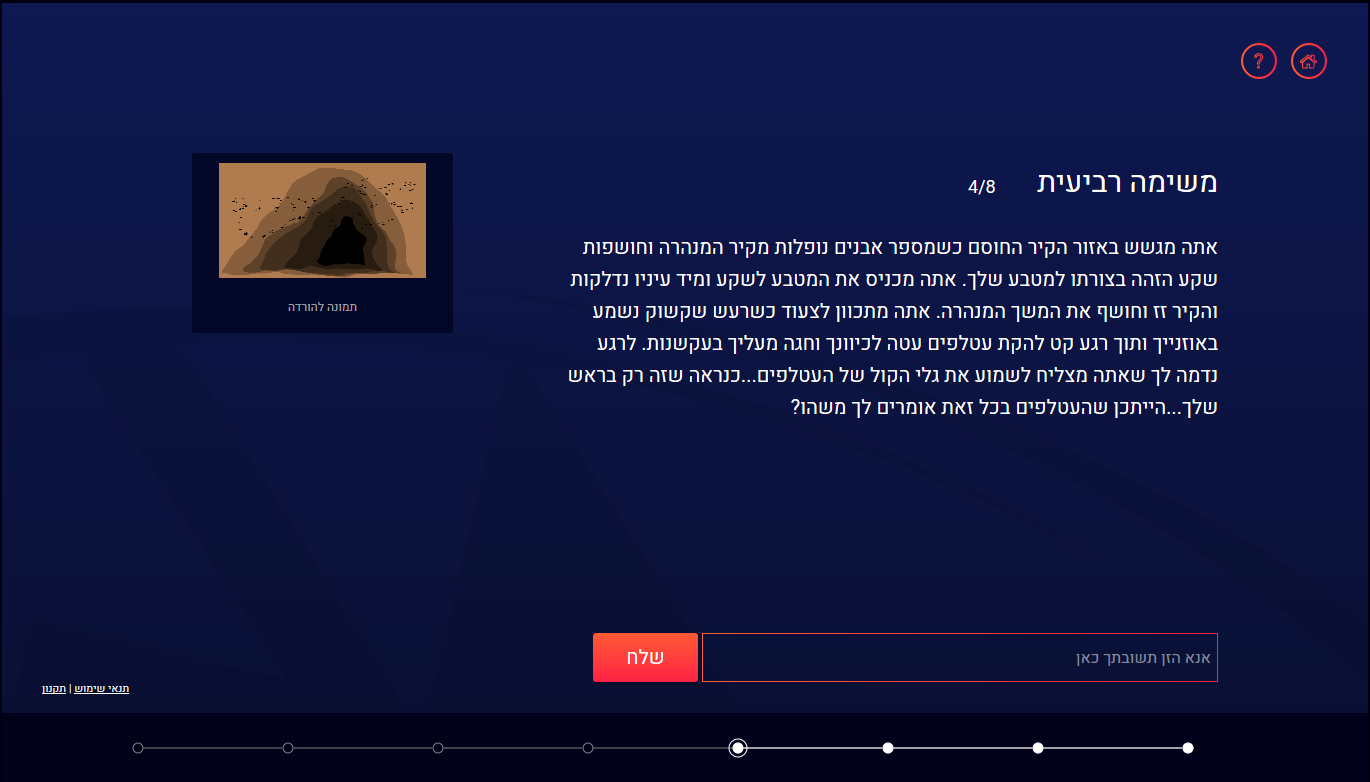 ?
משימה רביעית 4/8
אתה מגשש באזור הקיר החוסם כשמספר אבנים נופלות מקיר המנהרה וחושפות
שקע הזהה בצורתו למטבע שלך. אתה מכניס את המטבע לשקע ומיד עיניו נדלקות
והקיר זז וחושף את המשך המנהרה. אתה מתכוון לצעוד כשרעש שקשוק נשמע
באוזנייך ותוך רגע קט להקת עטלפים עטה לכיוונך וחגה מעליך בעקשנות. לרגע
נדמה לך שאתה מצליח לשמוע את גלי הקול של העטלפים...כנראה שזה רק בראש
שלך...הייתכן שהעטלפים בכל זאת אומרים לך משהו?
תמונה להורדה
אנא הזן תשובתך כאן
שלח
תנאי שימוש | תקנון